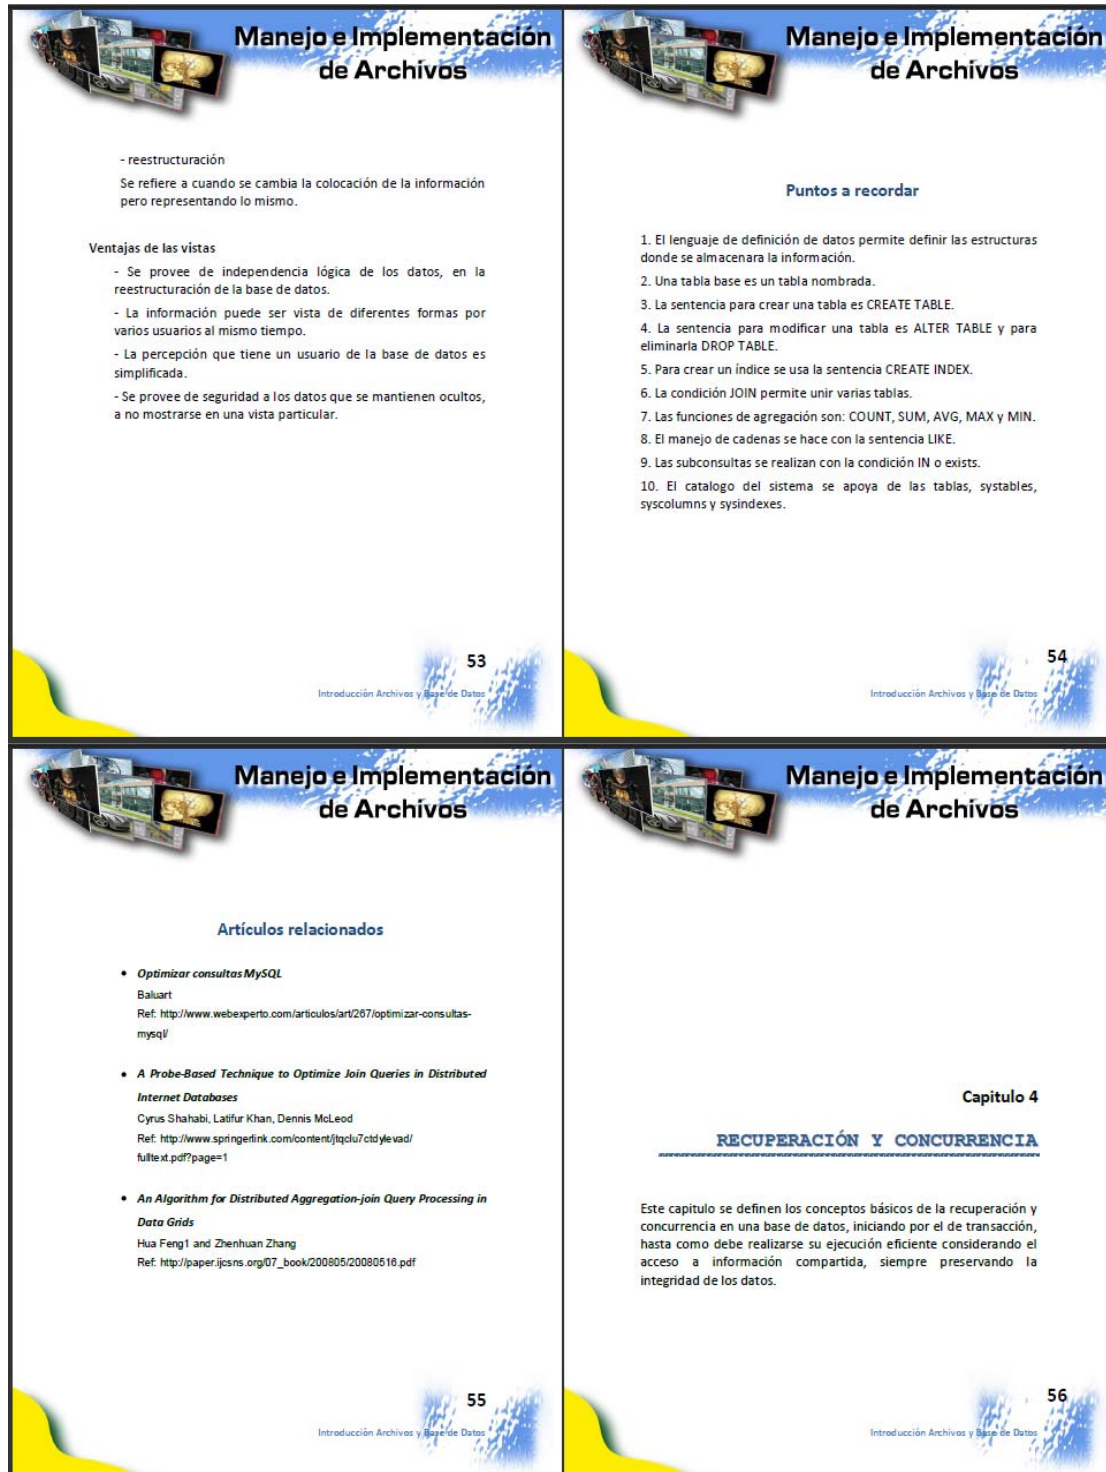 Manejo e Implementación
de Archivos
- reestructuración
Se refiere a cuando se cambia la colocación de la información
pero representando lo mismo.
Ventajas de las vistas
- Se provee de independencia lógica de los datos, en la
reestructuración de la base de datos.
- La información puede ser vista de diferentes formas por
varios usuarios al mismo tiempo.
- La percepción que tiene un usuario de la base de datos es
simplificada.
- Se provee de seguridad a los datos que se mantienen ocultos,
a no mostrarse en una vista particular.
53
Introducción Archivos y Base de Datos
Manejo e Implementación
de Archivos
Puntos a recordar
1. El lenguaje de definición de datos permite definir las estructuras
donde se almacenara la información.
2. Una tabla base es un tabla nombrada.
3. La sentencia para crear una tabla es CREATE TABLE.
4. La sentencia para modificar una tabla es ALTER TABLE y para
eliminarla DROP TABLE.
5. Para crear un índice se usa la sentencia CREATE INDEX.
6. La condición JOIN permite unir varias tablas.
7. Las funciones de agregación son: COUNT, SUM, AVG, MAX y MIN.
8. El manejo de cadenas se hace con la sentencia LIKE.
9. Las subconsultas se realizan con la condición IN o exists.
10. El catalogo del sistema se apoya de las tablas, systables,
syscolumns y sysindexes.
54
Introducción Archivos y Base de Datos
Manejo e Implementación
de Archivos
Artículos relacionados
• Optimizar consultas MySQL
Baluart
Ref: http://www.webexperto.com/articulos/art/267/optimizar-consultas-
mysql/
• A Probe-Based Technique to Optimize Join Queries in Distributed
Internet Databases
Cyrus Shahabi, Latifur Khan, Dennis McLeod
Ref: http://www.springerlink.com/content/jtqclu7ctdylevad/
fulltext.pdf?page=1
• An Algorithm for Distributed Aggregation-join Query Processing in
Data Grids
Hua Feng1 and Zhenhuan Zhang
Ref: http://paper.ijcsns.org/07_book/200805/20080516.pdf
55
Introducción Archivos y Base de Datos
Manejo e Implementación
de Archivos
Capitulo 4
RECUPERACIÓN Y CONCURRENCIA
Este capitulo se definen los conceptos básicos de la recuperación y
concurrencia en una base de datos, iniciando por el de transacción,
hasta como debe realizarse su ejecución eficiente considerando el
acceso a información compartida, siempre preservando la
integridad de los datos.
56
Introducción Archivos y Base de Datos